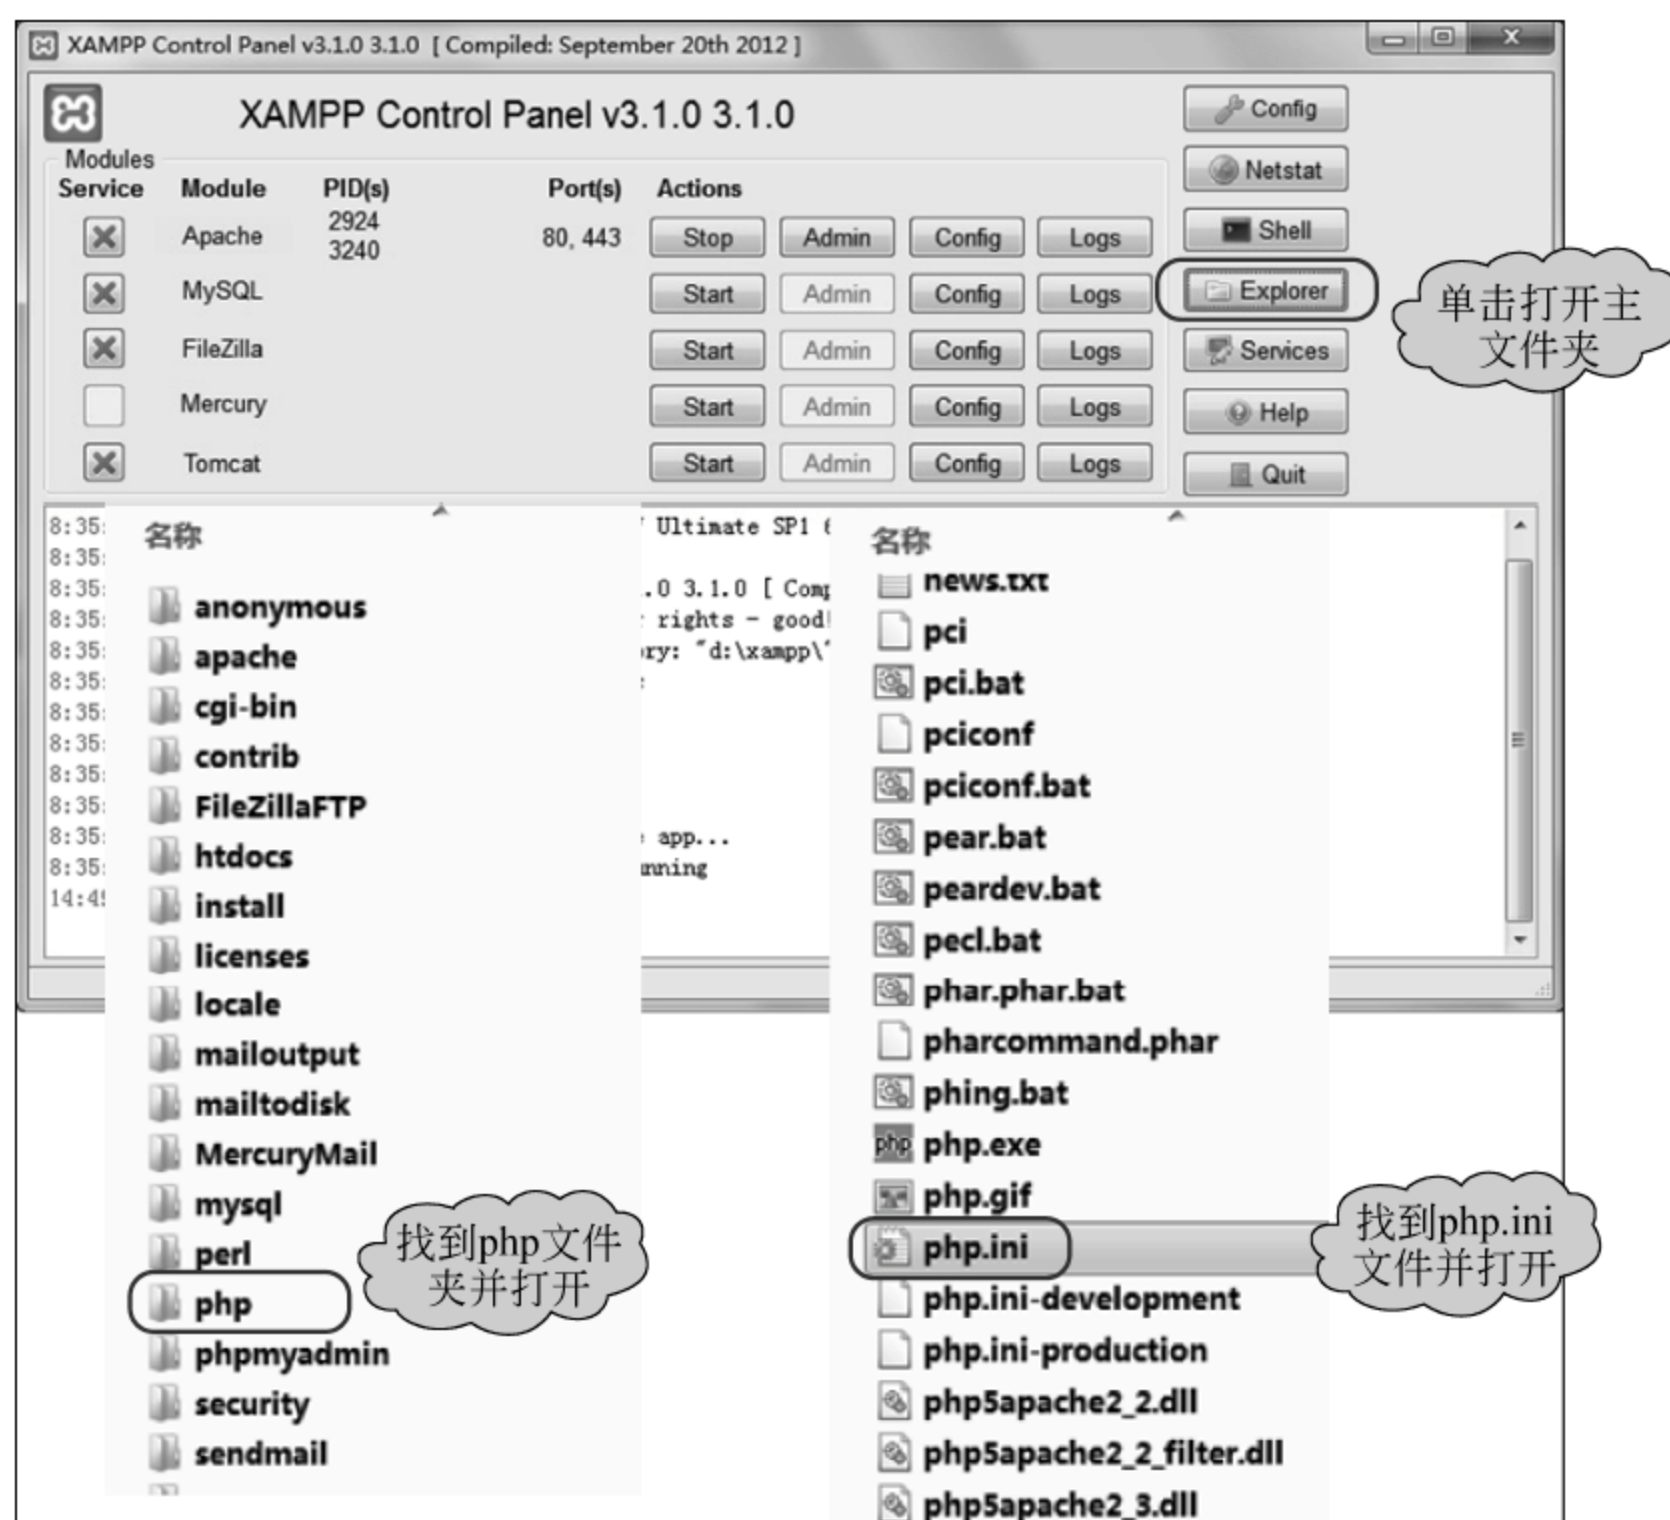 XAMPP Control Panel v3.1.0 3.1.0 [ Compiled: September 20th 2012 ]
XAMPP Control Panel v3.1.0 3.1.0
Config
Modules
Netstat
Service Module PID(s) Port(s) Actions
Apache 2924 3240 80, 443 Stop Admin Config Logs
Shell
MySQL Start Admin Config Logs
Explorer
单击打开主
文件夹
FileZilla Start Admin Config Logs
Services
Mercury Start Admin Config Logs
Help
Tomcat Start Admin Config Logs
Quit
8:35: Ultimate SP1
8:35:
8:35: .0 3.1.0 [ Comp
8:35: rights - good!
8:35: ry: "d:\xampp\"
8:35:
8:35:
8:35:
8:35:
8:35:
8:35: app...
8:35: nning
14:45
名称
anonymous
apache
cgi-bin
contrib
FileZillaFTP
htdocs
install
licenses
locale
mailoutput
mailtodisk
MercuryMail
mysql
perl
php
phpmyadmin
security
sendmail
找到php文件
夹并打开
名称
news.txt
pci
pci.bat
pciconf
pciconf.bat
pear.bat
peardev.bat
pecl.bat
phar.phar.bat
pharcommand.phar
phing.bat
php php.exe
php.gif
php.ini
php.ini-development
php.ini-production
php5apache2_2.dll
php5apache2_2_filter.dll
php5apache2_3.dll
找到php.ini
文件并打开